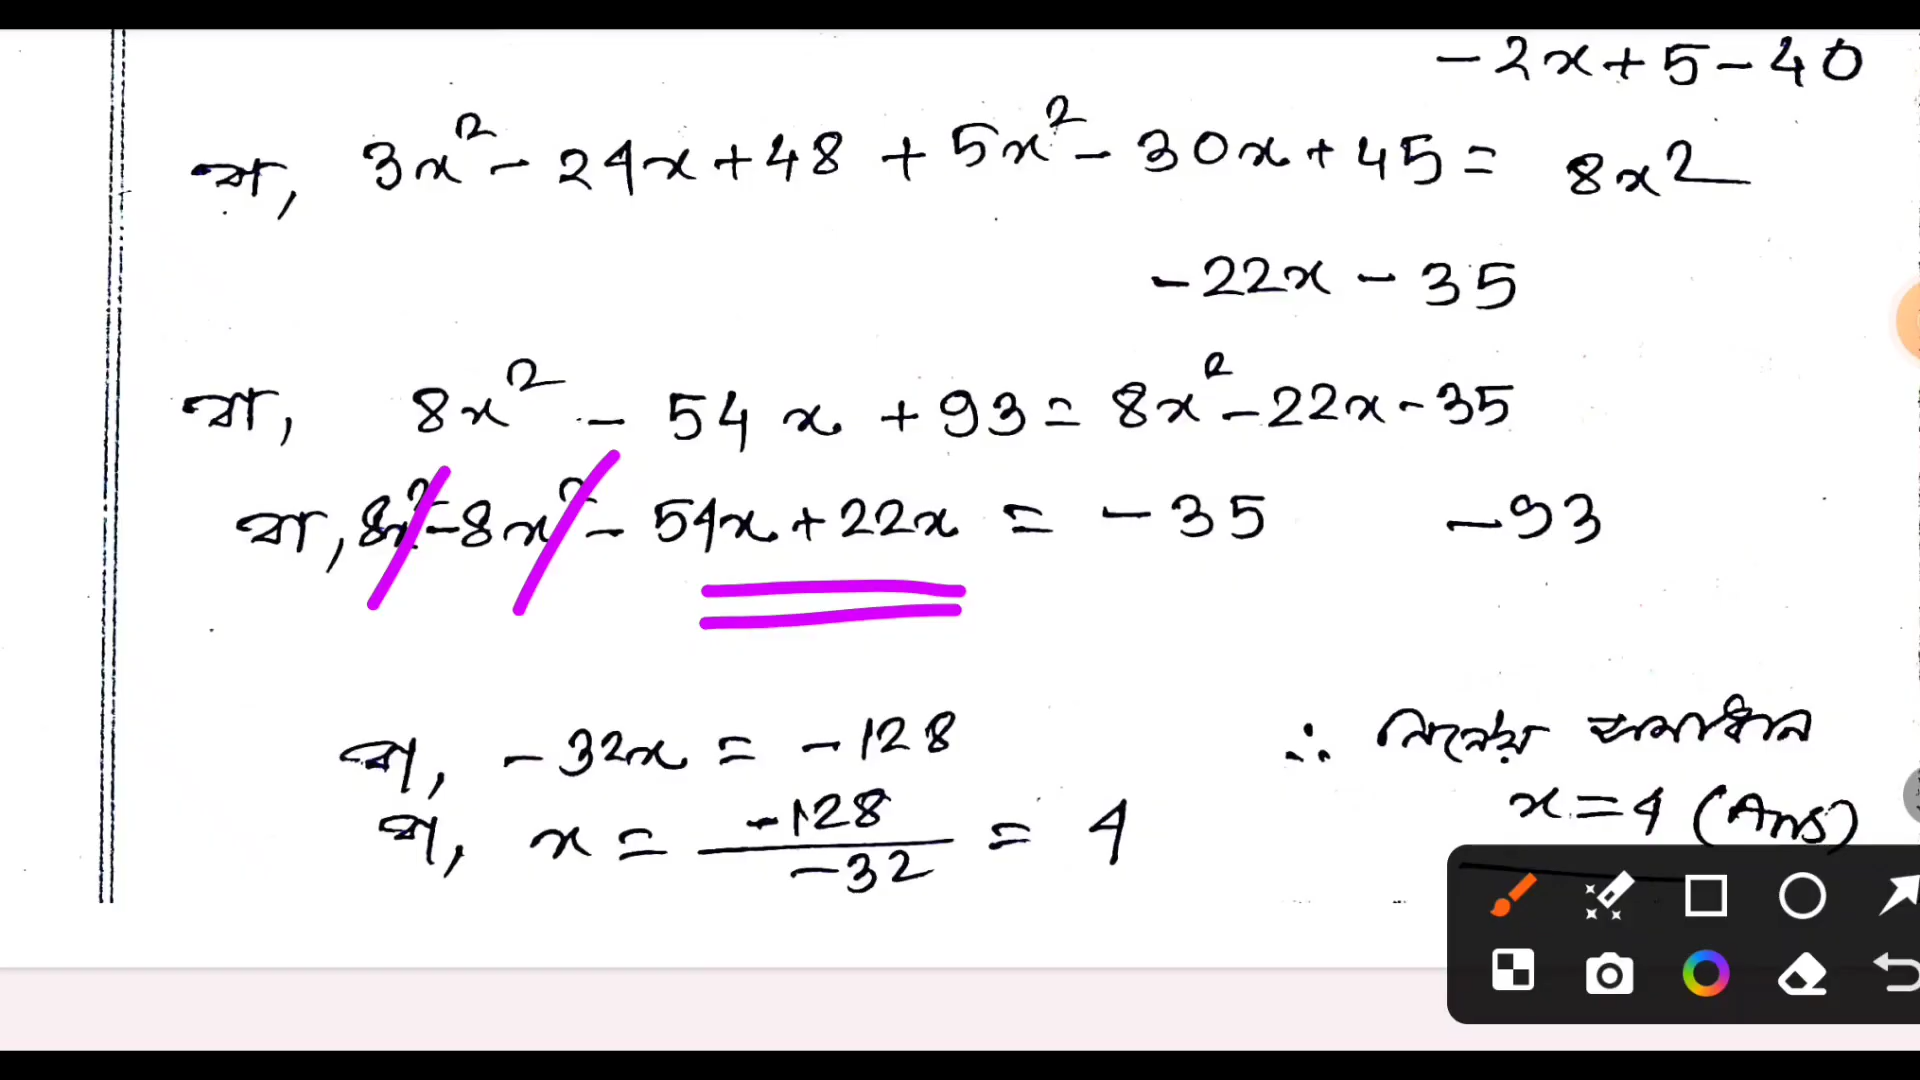 -2x+5-40
বা, 3x²- 24x+48 + 5x²- 30x+45= 8x²
-22x - 35
বা, 8x² - 54x +93= 8x²-22x-35
বা, 8x²-8x² - 54x+22x = -35 -93
বা, -32x = -128
বা, x = -128/-32 = 4
∴ নির্ণেয় সমাধান
x=4 (Ans)